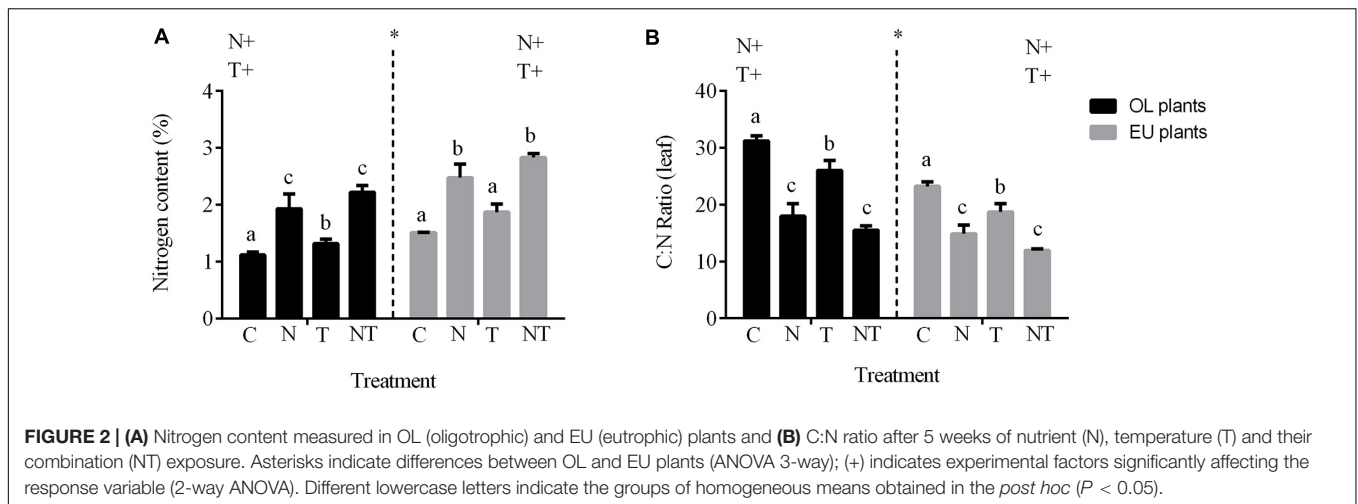 A
B
N+
T+
*
N+
T+
N+
T+
*
N+
T+
OL plants
EU plants
Nitrogen content (%)
4
3
2
1
0
a
c
b
c
a
b
a
b
C
N
T
NT
C
N
T
NT
Treatment
C:N Ratio (leaf)
40
30
20
10
0
a
c
b
c
a
c
b
c
C
N
T
NT
C
N
T
NT
Treatment
FIGURE 2 | (A) Nitrogen content measured in OL (oligotrophic) and EU (eutrophic) plants and (B) C:N ratio after 5 weeks of nutrient (N), temperature (T) and their
combination (NT) exposure. Asterisks indicate differences between OL and EU plants (ANOVA 3-way); (+) indicates experimental factors significantly affecting the
response variable (2-way ANOVA). Different lowercase letters indicate the groups of homogeneous means obtained in the post hoc (P < 0.05).